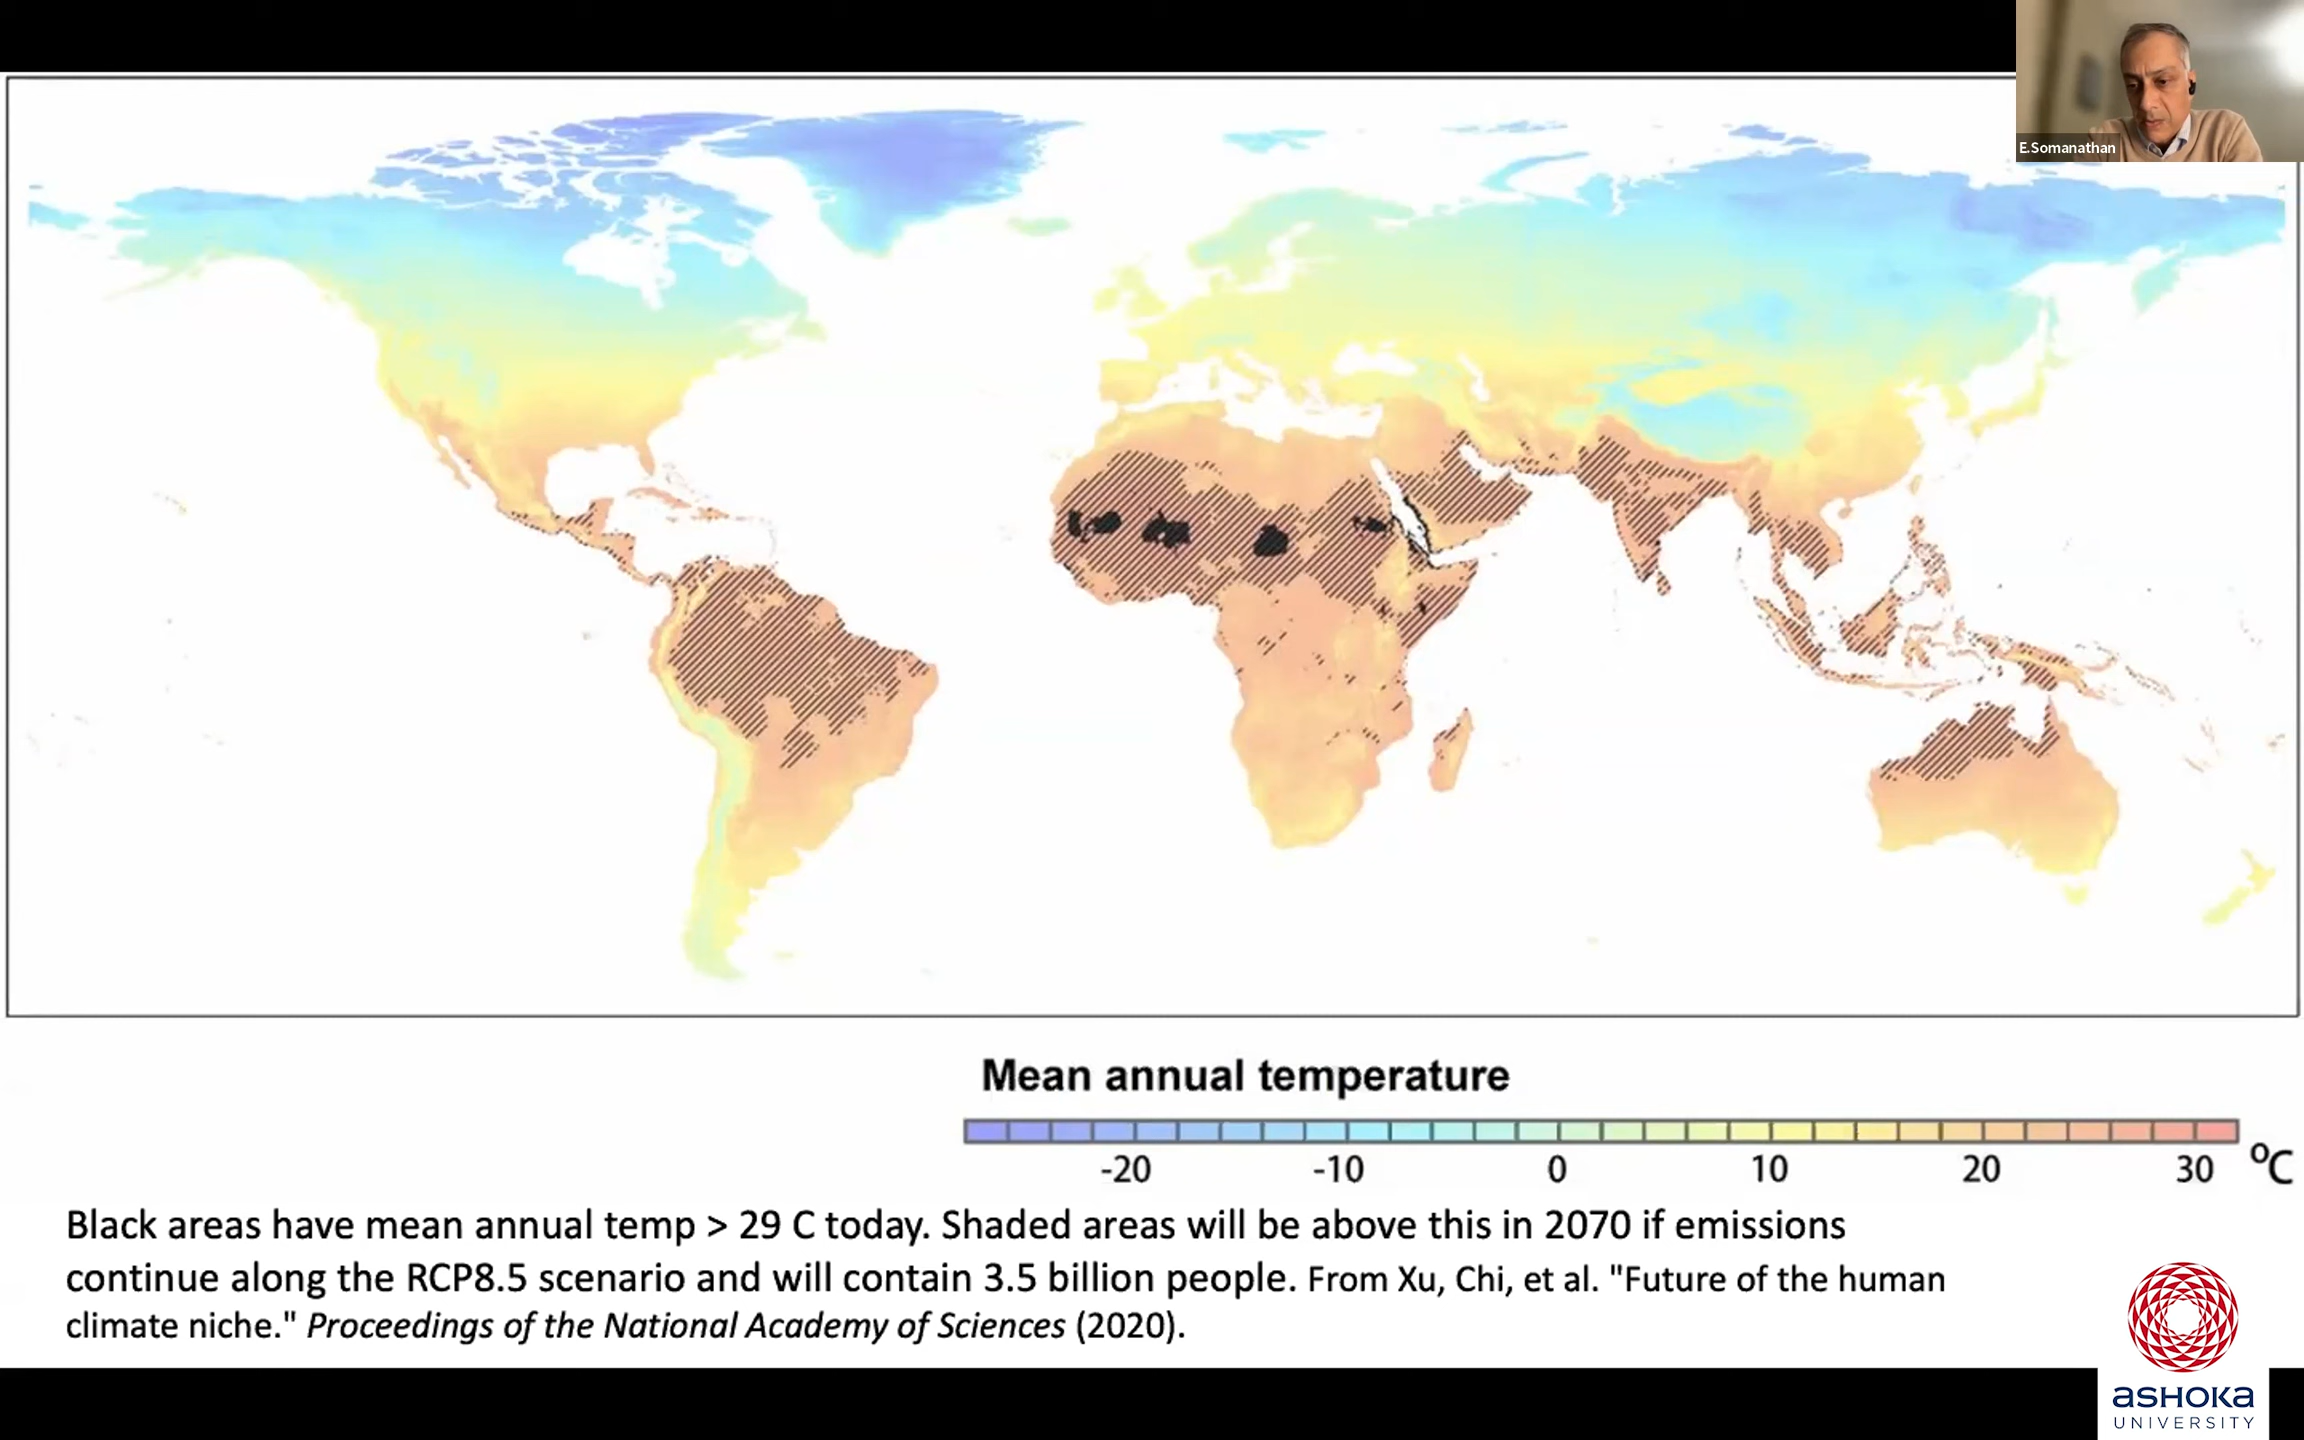 E.Somanathan
Mean annual temperature
-20 -10 0 10 20 30 ºC
Black areas have mean annual temp > 29 C today. Shaded areas will be above this in 2070 if emissions
continue along the RCP8.5 scenario and will contain 3.5 billion people. From Xu, Chi, et al. "Future of the human
climate niche." Proceedings of the National Academy of Sciences (2020).
ASHOKA
UNIVERSITY